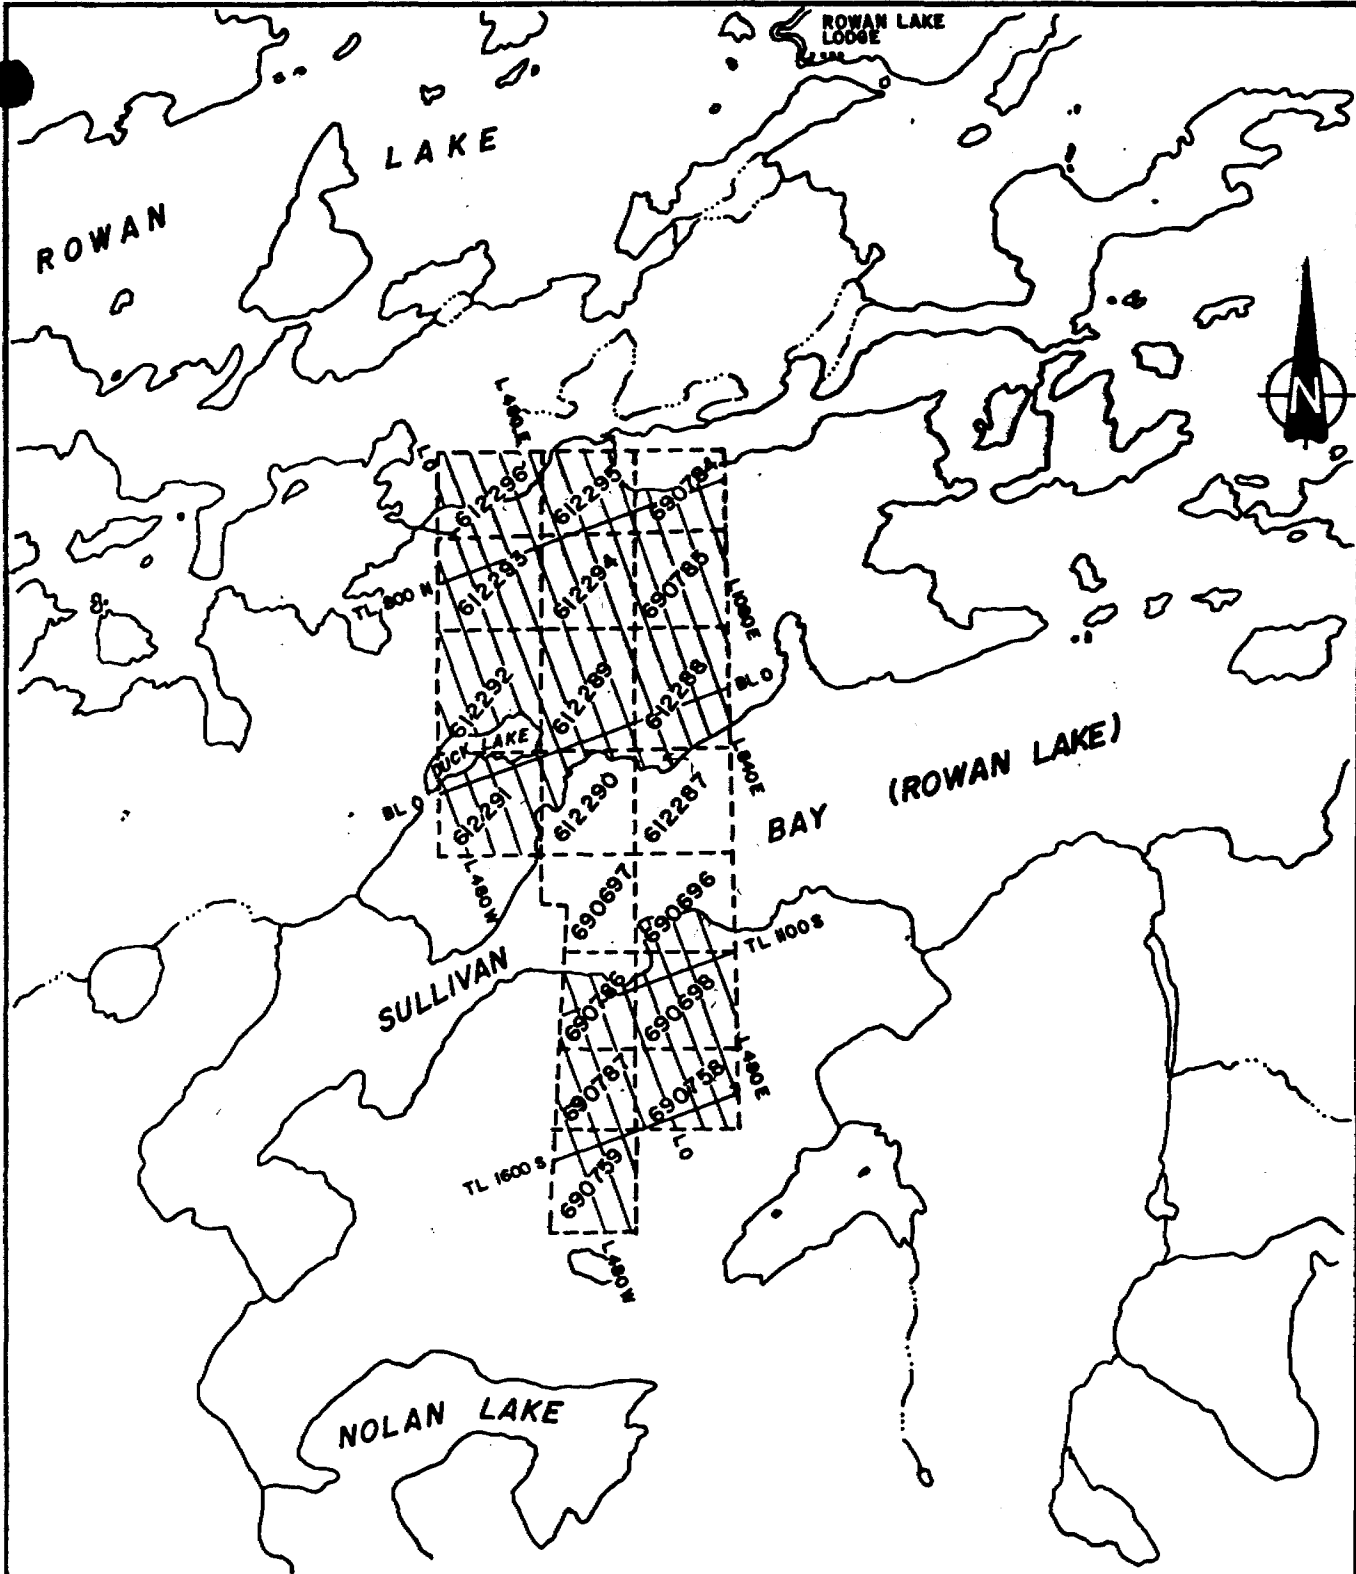 ROWAN LAKE
LODGE
LAKE
ROWAN
N
L 480 E
L 0
612296
612295
690784
612293
612294
690785
TL 800 N
L 1080 E
612292
612289
612288
BL 0
DUCK LAKE
L 840 E
(ROWAN LAKE)
BL 0
612291
612290
612287
BAY
L 480 W
690697
690696
TL 1100 S
SULLIVAN
690786
690698
690787
690758
L 480 E
L 0
TL 1600 S
690759
L 480 W
NOLAN LAKE